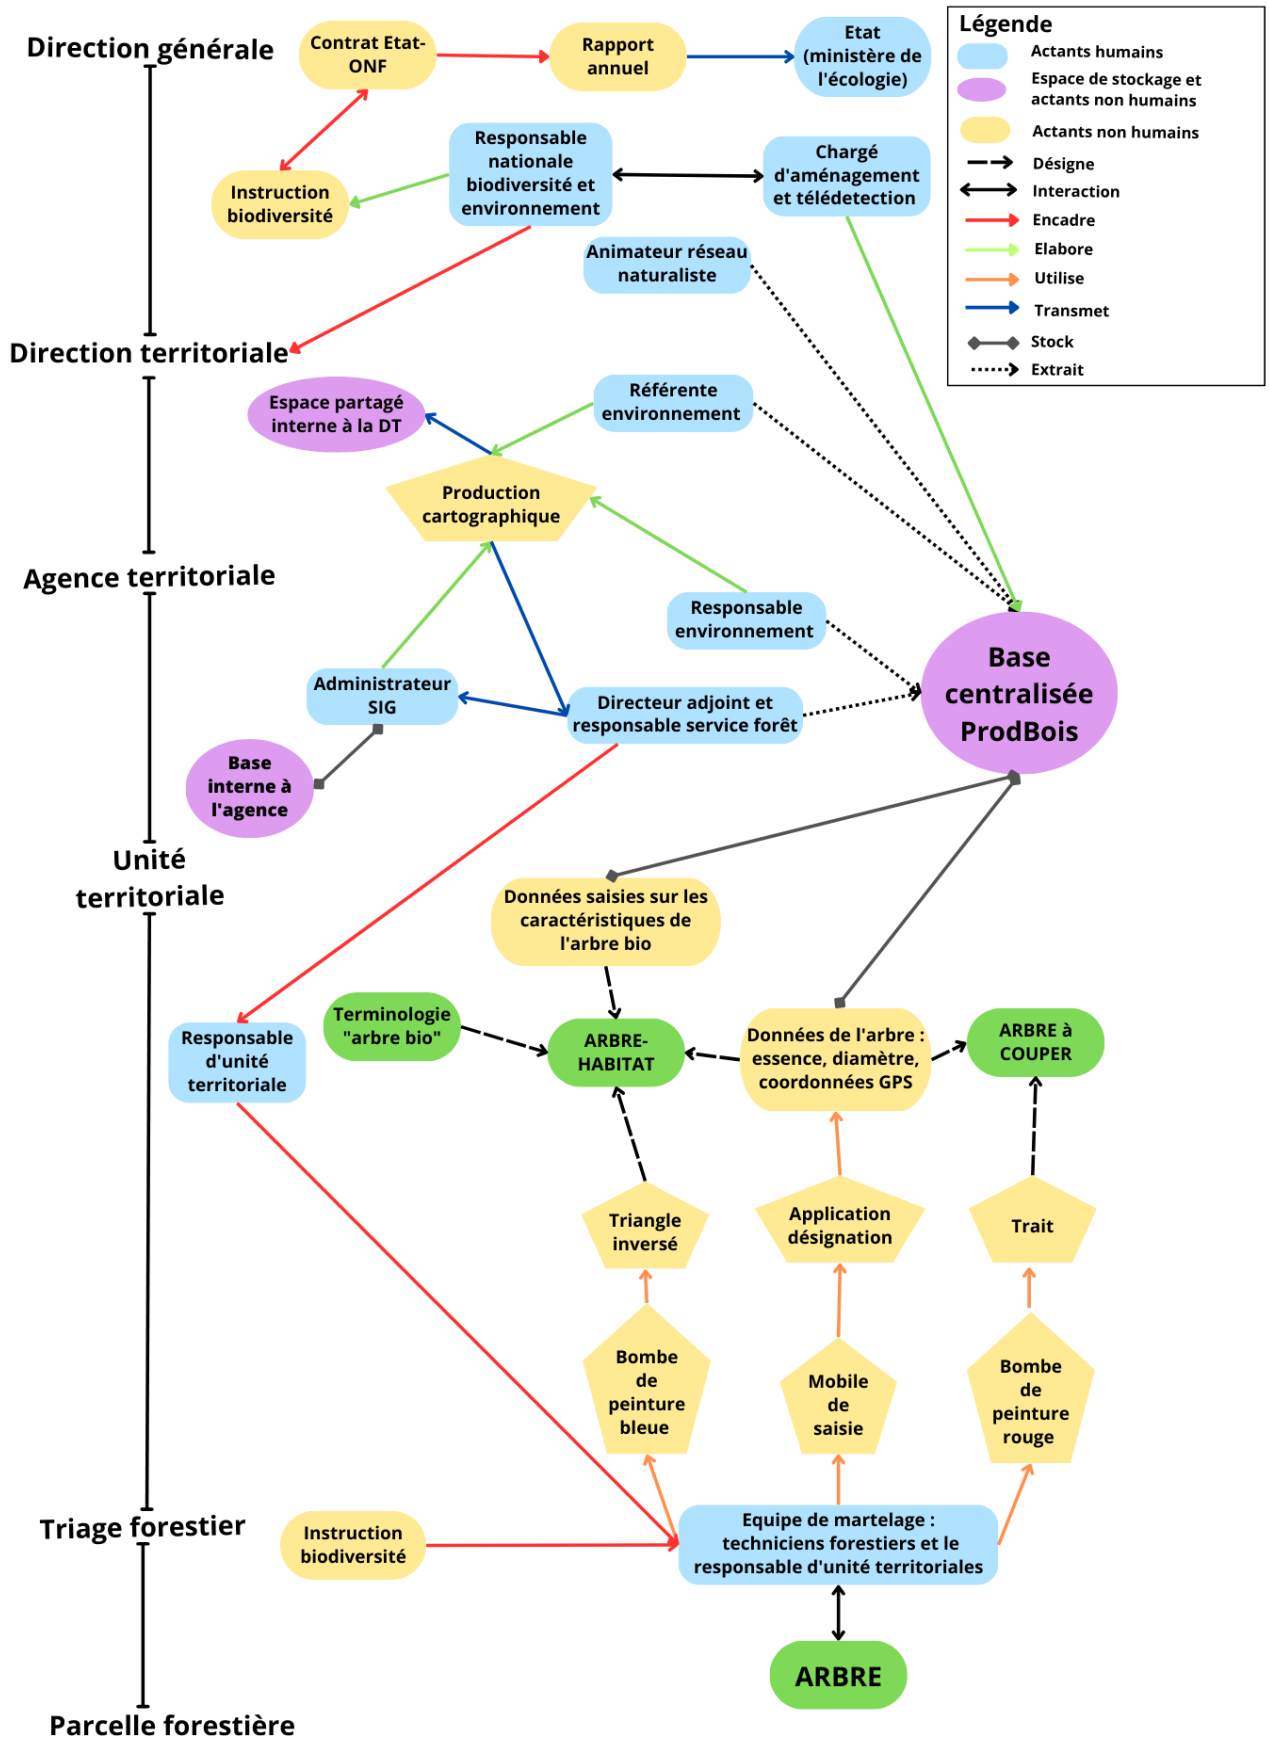 Direction générale
Contrat Etat-
ONF
Rapport
annuel
Etat
(ministère de
l'écologie)
Légende
Actants humains
Espace de stockage et
actants non humains
Actants non humains
Désigne
Interaction
Encadre
Elabore
Utilise
Transmet
Stock
Extrait
Instruction
biodiversité
Responsable
nationale
biodiversité et
environnement
Chargé
d'aménagement
et télédetection
Animateur réseau
naturaliste
Direction territoriale
Espace partagé
interne à la DT
Référente
environnement
Production
cartographique
Agence territoriale
Responsable
environnement
Base
centralisée
ProdBois
Administrateur
SIG
Directeur adjoint et
responsable service forêt
Base
interne à
l'agence
Unité
territoriale
Données saisies sur les
caractéristiques de
l'arbre bio
Responsable
d'unité
territoriale
Terminologie
"arbre bio"
ARBRE-
HABITAT
Données de l'arbre :
essence, diamètre,
coordonnées GPS
ARBRE à
COUPER
Triangle
inversé
Application
désignation
Trait
Bombe
de
peinture
bleue
Mobile
de
saisie
Bombe
de
peinture
rouge
Triage forestier
Instruction
biodiversité
Equipe de martelage :
techniciens forestiers et le
responsable d'unité territoriales
ARBRE
Parcelle forestière